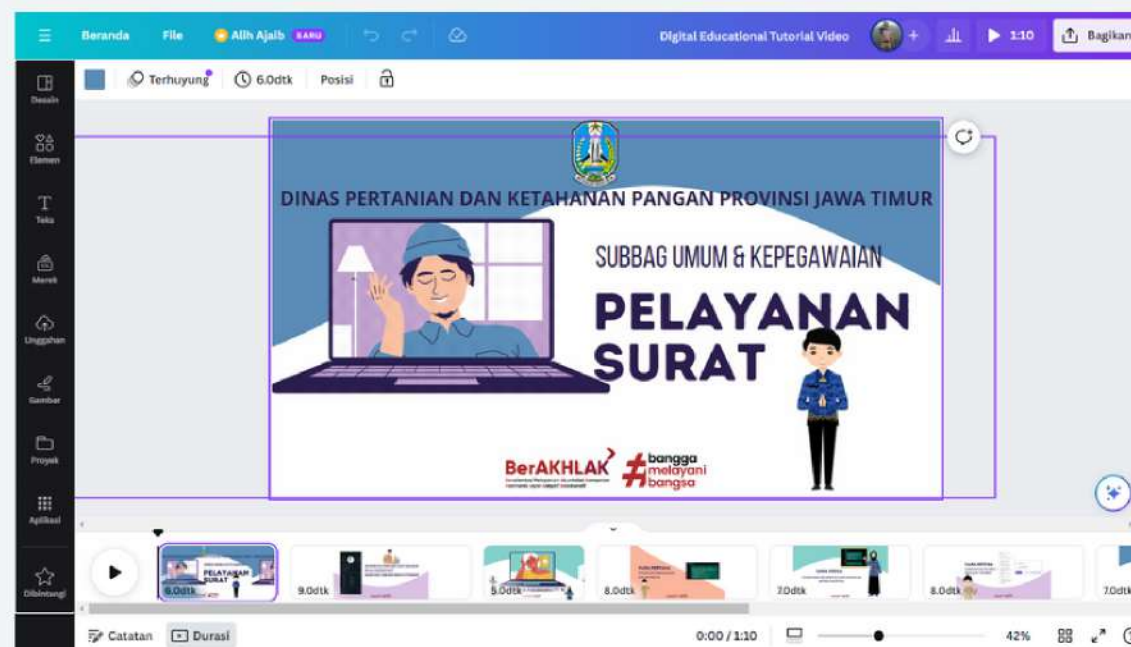 Beranda File Alih Ajaib BARU Digital Educational Tutorial Video + 1:10 Bagikan
Terhuyung 6.0dtk Posisi
Desain
Elemen
Teks
Merek
Unggahan
Gambar
Proyek
Aplikasi
Dibintangi
DINAS PERTANIAN DAN KETAHANAN PANGAN PROVINSI JAWA TIMUR
SUBBAG UMUM & KEPEGAWAIAN
PELAYANAN
SURAT
BerAKHLAK
#bangga
melayani
bangsa
PELAYANAN
SURAT
6.0dtk 9.0dtk 5.0dtk 8.0dtk 7.0dtk 8.0dtk 7.0dtk
Catatan Durasi 0:00 / 1:10 42%